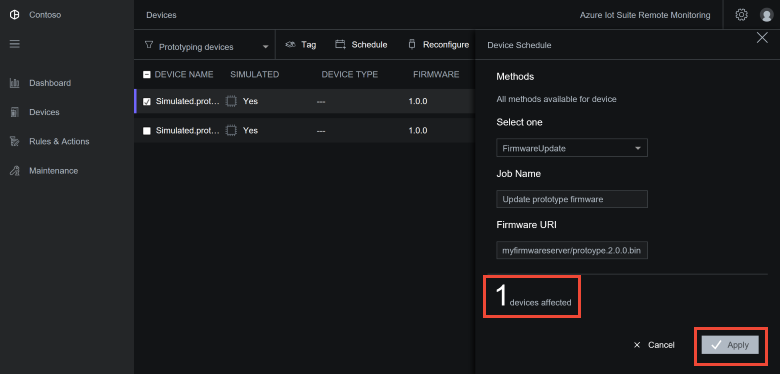 Contoso
Devices
Azure Iot Suite Remote Monitoring
Prototyping devices
Tag
Schedule
Reconfigure
Device Schedule
DEVICE NAME SIMULATED DEVICE TYPE FIRMWARE
Simulated.prot... Yes --- 1.0.0
Simulated.prot... Yes --- 1.0.0
Dashboard
Devices
Rules & Actions
Maintenance
Methods
All methods available for device
Select one
FirmwareUpdate
Job Name
Update prototype firmware
Firmware URI
myfirmwareserver/protoype.2.0.0.bin
1 devices affected
Cancel
Apply